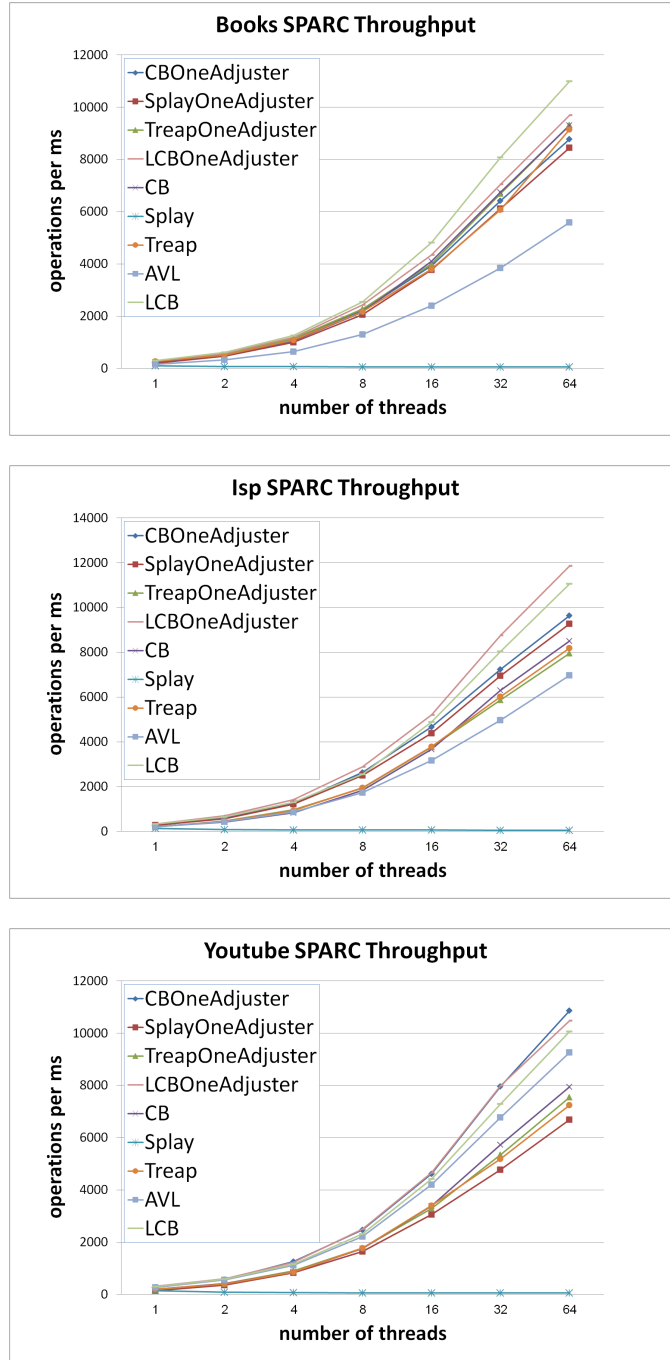 Books SPARC Throughput
12000
10000
8000
6000
4000
2000
0
operations per ms
CBOneAdjuster
SplayOneAdjuster
TreapOneAdjuster
LCBOneAdjuster
CB
Splay
Treap
AVL
LCB
1 2 4 8 16 32 64
number of threads
Isp SPARC Throughput
14000
12000
10000
8000
6000
4000
2000
0
operations per ms
CBOneAdjuster
SplayOneAdjuster
TreapOneAdjuster
LCBOneAdjuster
CB
Splay
Treap
AVL
LCB
1 2 4 8 16 32 64
number of threads
Youtube SPARC Throughput
12000
10000
8000
6000
4000
2000
0
operations per ms
CBOneAdjuster
SplayOneAdjuster
TreapOneAdjuster
LCBOneAdjuster
CB
Splay
Treap
AVL
LCB
1 2 4 8 16 32 64
number of threads